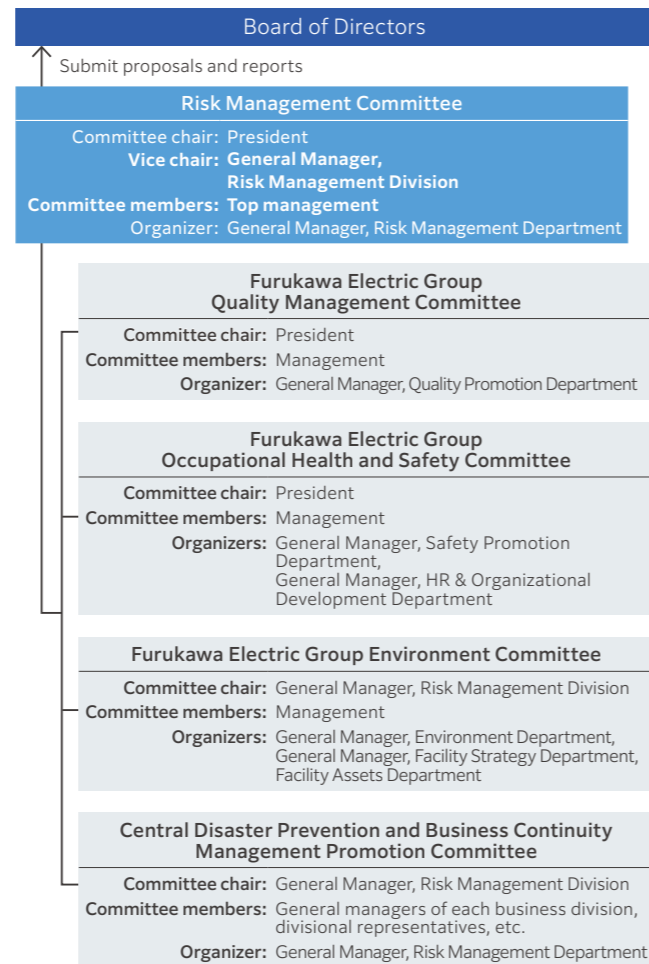 Board of Directors
Submit proposals and reports
Risk Management Committee
Committee chair: President
Vice chair: General Manager,
Risk Management Division
Committee members: Top management
Organizer: General Manager, Risk Management Department
Furukawa Electric Group
Quality Management Committee
Committee chair: President
Committee members: Management
Organizer: General Manager, Quality Promotion Department
Furukawa Electric Group
Occupational Health and Safety Committee
Committee chair: President
Committee members: Management
Organizers: General Manager, Safety Promotion
Department,
General Manager, HR & Organizational
Development Department
Furukawa Electric Group Environment Committee
Committee chair: General Manager, Risk Management Division
Committee members: Management
Organizers: General Manager, Environment Department,
General Manager, Facility Strategy Department,
Facility Assets Department
Central Disaster Prevention and Business Continuity
Management Promotion Committee
Committee chair: General Manager, Risk Management Division
Committee members: General managers of each business division,
divisional representatives, etc.
Organizer: General Manager, Risk Management Department